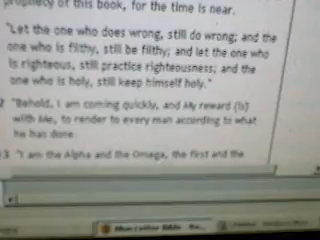 prophecy of this book, for the time is near.
"Let the one who does wrong, still do wrong; and the
one who is filthy, still be filthy; and let the one who
is righteous, still practice righteousness; and the
one who is holy, still keep himself holy."
2 "Behold, I am coming quickly, and My reward (is)
with Me, to render to every man according to what
he has done.
3 "I am the Alpha and the Omega, the first and the